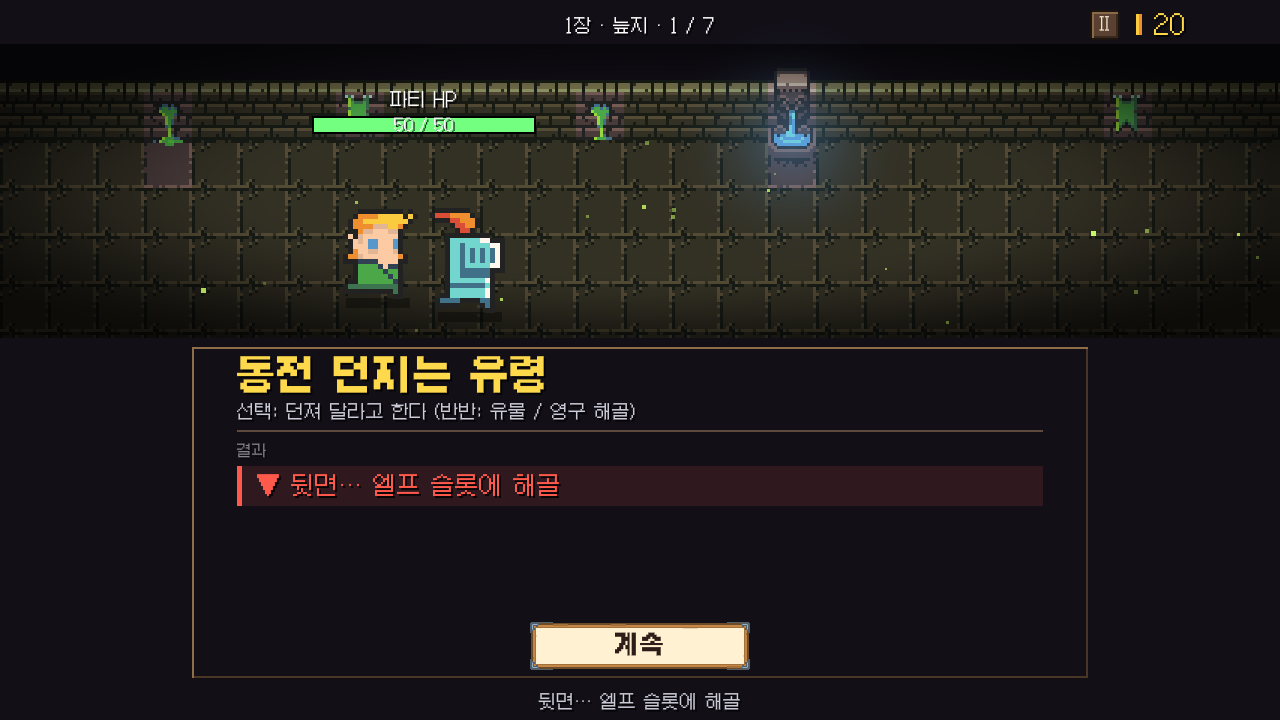 1장 · 늪지 · 1 / 7
II
20
파티 HP
50 / 50
동전 던지는 유령
선택: 던져 달라고 한다 (반반: 유물 / 영구 해골)
결과
▼ 뒷면… 엘프 슬롯에 해골
계속
뒷면… 엘프 슬롯에 해골